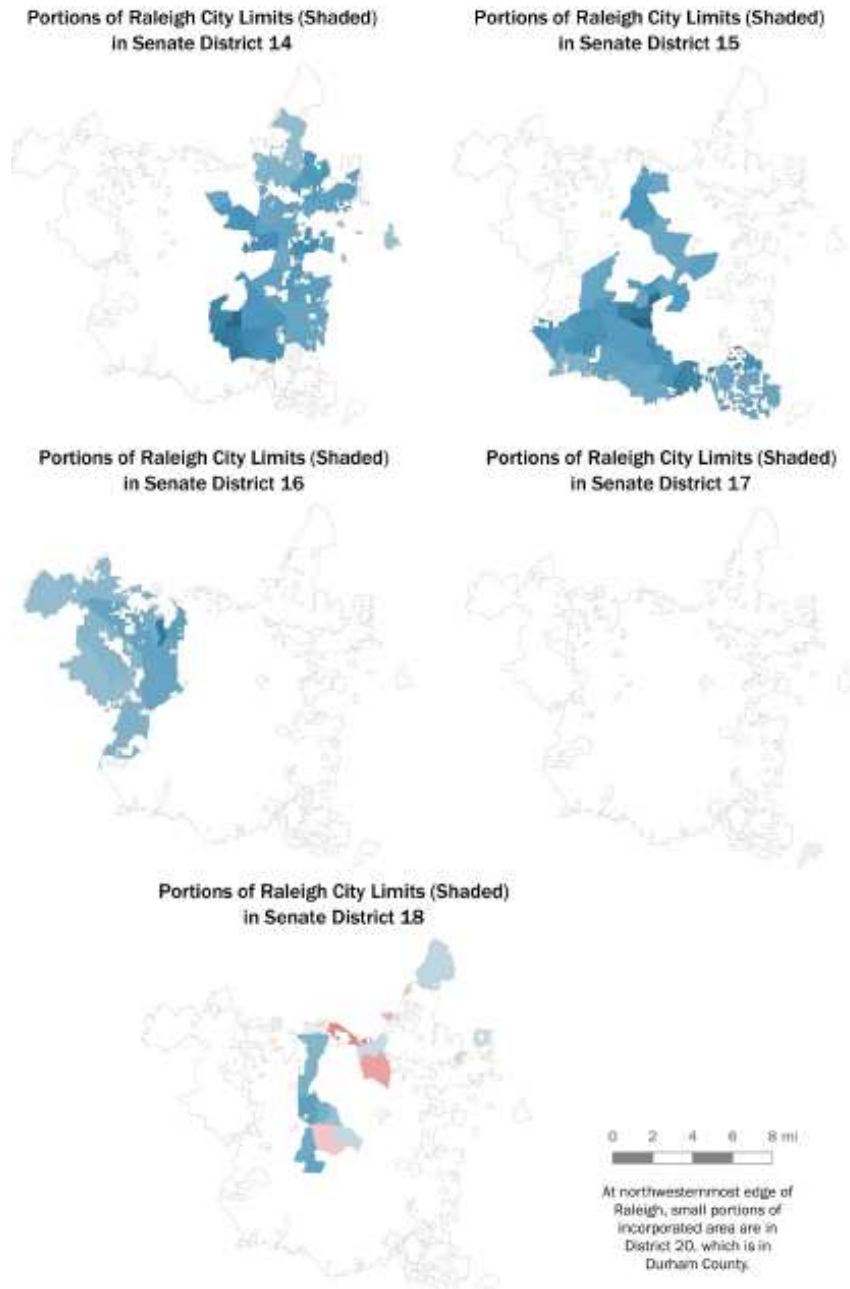 Portions of Raleigh City Limits (Shaded)
in Senate District 14
Portions of Raleigh City Limits (Shaded)
in Senate District 15
Portions of Raleigh City Limits (Shaded)
in Senate District 16
Portions of Raleigh City Limits (Shaded)
in Senate District 17
Portions of Raleigh City Limits (Shaded)
in Senate District 18
0 2 4 6 8 mi
At northwesternmost edge of
Raleigh, small portions of
incorporated area are in
District 20, which is in
Durham County.